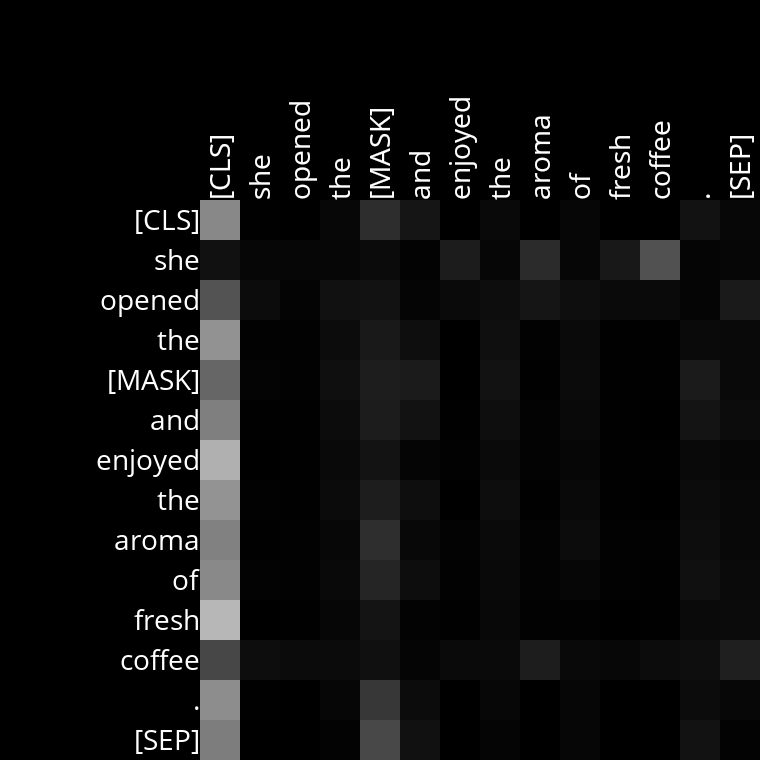 [CLS] she opened the [MASK] and enjoyed the aroma of fresh coffee . [SEP]
[CLS]
she
opened
the
[MASK]
and
enjoyed
the
aroma
of
fresh
coffee
.
[SEP]